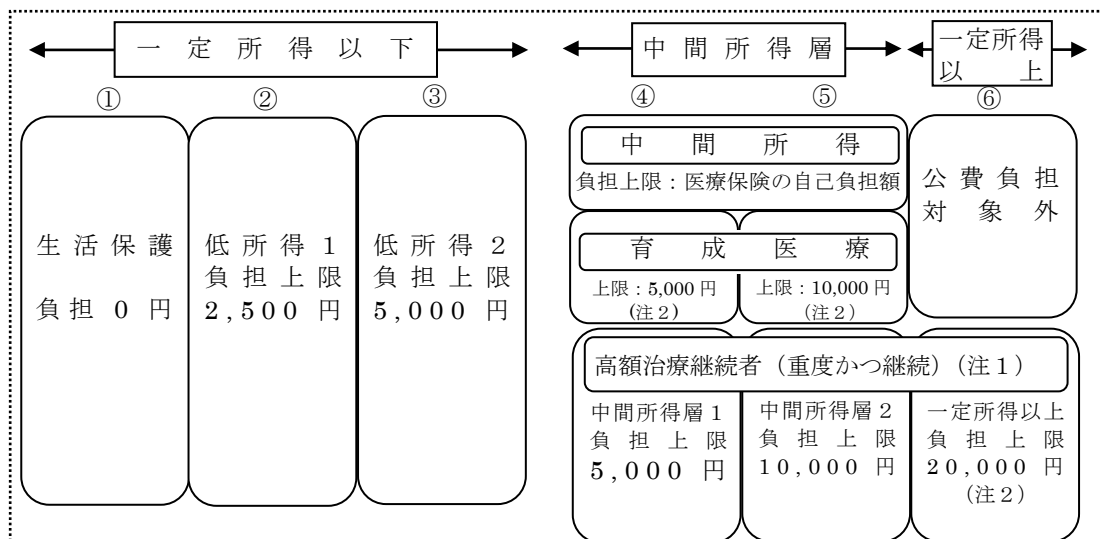 一定所得以下
中間所得層
一定所得
以上
①
②
③
④
⑤
⑥
生活保護
負担0円
低所得1
負担上限
2,500円
低所得2
負担上限
5,000円
中間所得
負担上限：医療保険の自己負担額
育成医療
上限：5,000円
(注2)
上限：10,000円
(注2)
公費負担
対象外
高額治療継続者（重度かつ継続）(注1)
中間所得層1
負担上限
5,000円
中間所得層2
負担上限
10,000円
一定所得以上
負担上限
20,000円
(注2)